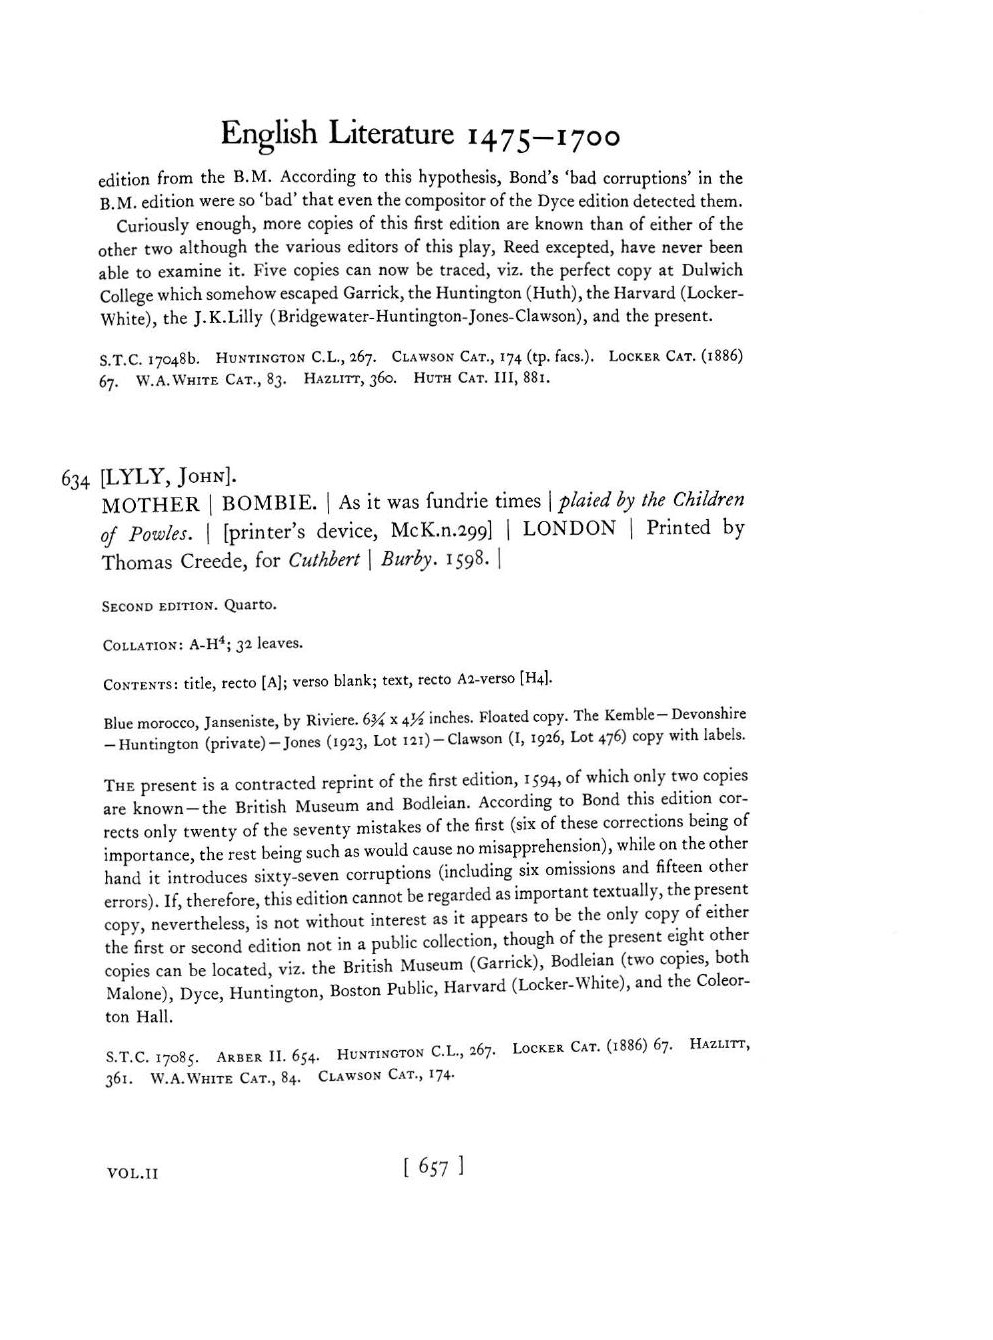 English Literature 1475–1700
edition from the B.M. According to this hypothesis, Bond's 'bad corruptions' in the
B.M. edition were so 'bad' that even the compositor of the Dyce edition detected them.
Curiously enough, more copies of this first edition are known than of either of the
other two although the various editors of this play, Reed excepted, have never been
able to examine it. Five copies can now be traced, viz. the perfect copy at Dulwich
College which somehow escaped Garrick, the Huntington (Huth), the Harvard (Locker-
White), the J.K.Lilly (Bridgewater-Huntington-Jones-Clawson), and the present.
S.T.C. 17048b. HUNTINGTON C.L., 267. CLAWSON CAT., 174 (tp. facs.). LOCKER CAT. (1886)
67. W.A.WHITE CAT., 83. HAZLITT, 360. HUTH CAT. III, 881.
634 [LYLY, JOHN].
MOTHER | BOMBIE. | As it was fundrie times | plaied by the Children
of Powles. | [printer's device, McK.n.299] | LONDON | Printed by
Thomas Creede, for Cuthbert | Burby. 1598. |
SECOND EDITION. Quarto.
COLLATION: A-H⁴; 32 leaves.
CONTENTS: title, recto [A]; verso blank; text, recto A2-verso [H4].
Blue morocco, Janseniste, by Riviere. 6¾ x 4½ inches. Floated copy. The Kemble—Devonshire
—Huntington (private)—Jones (1923, Lot 121)—Clawson (I, 1926, Lot 476) copy with labels.
THE present is a contracted reprint of the first edition, 1594, of which only two copies
are known—the British Museum and Bodleian. According to Bond this edition cor-
rects only twenty of the seventy mistakes of the first (six of these corrections being of
importance, the rest being such as would cause no misapprehension), while on the other
hand it introduces sixty-seven corruptions (including six omissions and fifteen other
errors). If, therefore, this edition cannot be regarded as important textually, the present
copy, nevertheless, is not without interest as it appears to be the only copy of either
the first or second edition not in a public collection, though of the present eight other
copies can be located, viz. the British Museum (Garrick), Bodleian (two copies, both
Malone), Dyce, Huntington, Boston Public, Harvard (Locker-White), and the Coleor-
ton Hall.
S.T.C. 17085. ARBER II. 654. HUNTINGTON C.L., 267. LOCKER CAT. (1886) 67. HAZLITT,
361. W.A.WHITE CAT., 84. CLAWSON CAT., 174.
VOL.II [ 657 ]